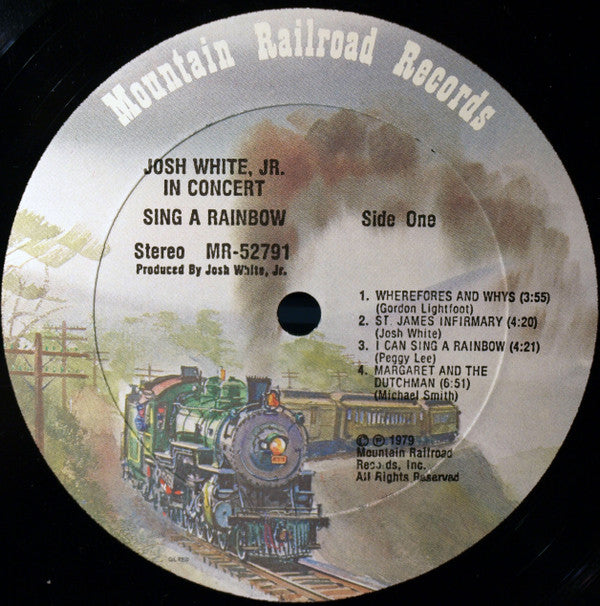 Mountain Railroad Records
JOSH WHITE, JR.
IN CONCERT
SING A RAINBOW
Side One
Stereo MR-52791
Produced By Josh White, Jr.
1. WHEREFORES AND WHYS (3:55)
(Gordon Lightfoot)
2. ST. JAMES INFIRMARY (4:20)
(Josh White)
3. I CAN SING A RAINBOW (4:21)
(Peggy Lee)
4. MARGARET AND THE
DUTCHMAN (6:51)
(Michael Smith)
© ℗ 1979
Mountain Railroad
Records, Inc.
All Rights Reserved